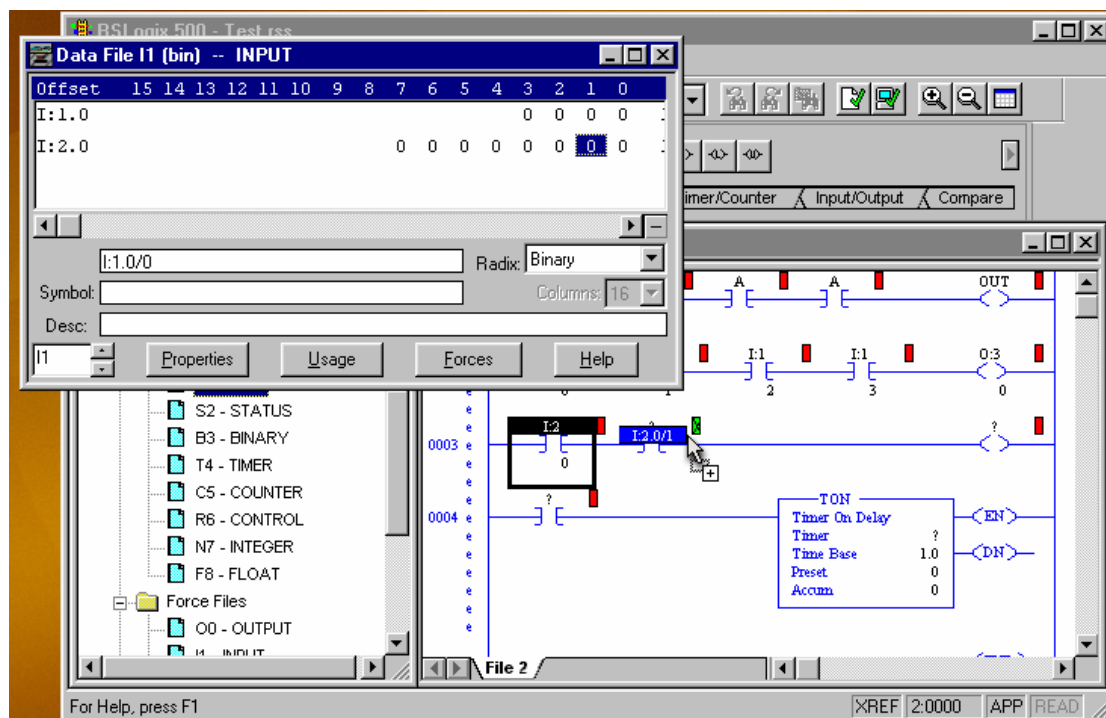 RSLogix 500 - Test.rss
Data File I1 (bin) -- INPUT
Offset 15 14 13 12 11 10 9 8 7 6 5 4 3 2 1 0
I:1.0 0 0 0 0
I:2.0 0 0 0 0 0 0 0 0
I:1.0/0 Radix: Binary
Symbol: Columns: 16
Desc:
I1 Properties Usage Forces Help
Timer/Counter Input/Output Compare
A A OUT
I:1 I:1 O:3
0 1 2 3 0
S2 - STATUS
B3 - BINARY
T4 - TIMER
C5 - COUNTER
R6 - CONTROL
N7 - INTEGER
F8 - FLOAT
Force Files
O0 - OUTPUT
I1 - INPUT
e
e
I:2 ? ?
0003 e I:2.0/1
e 0
e
e
? TON
0004 e Timer On Delay EN
e Timer ?
e Time Base 1.0 DN
e Preset 0
e Accum 0
e
e
File 2
For Help, press F1 XREF 2:0000 APP READ